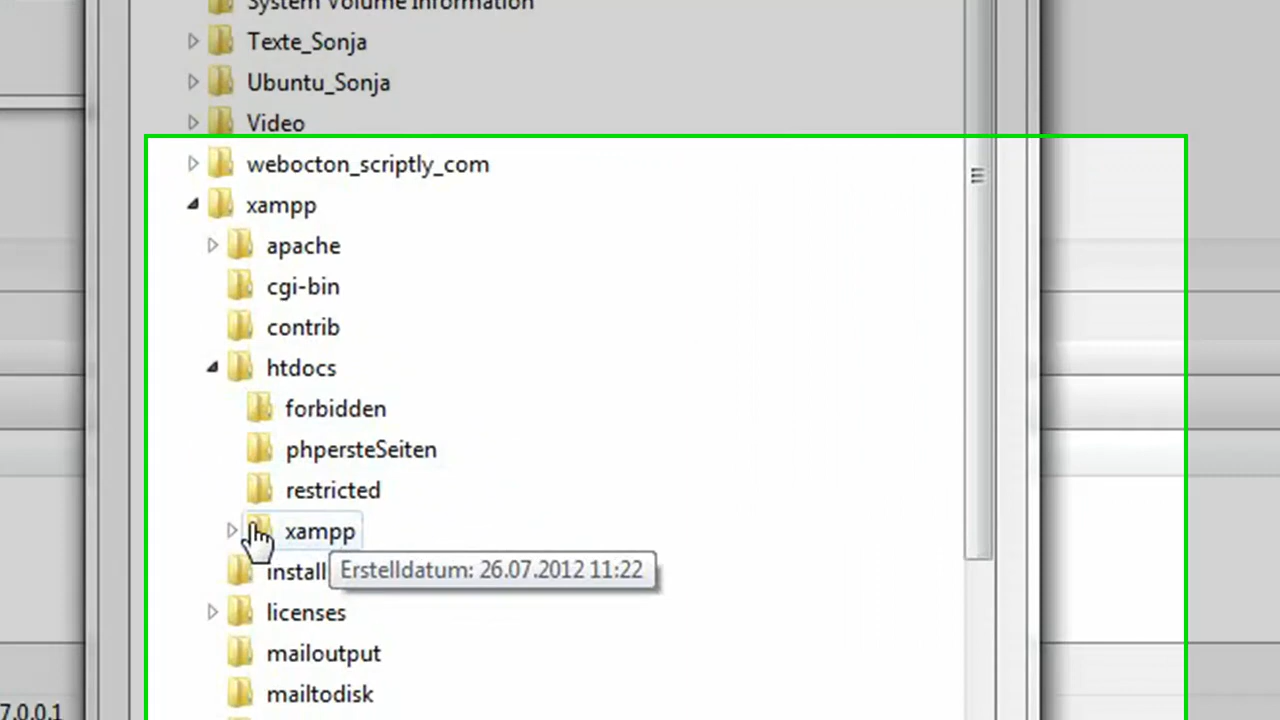 System Volume Information
Texte_Sonja
Ubuntu_Sonja
Video
webocton_scriptly_com
xampp
apache
cgi-bin
contrib
htdocs
forbidden
phpersteSeiten
restricted
xampp
install
Erstelldatum: 26.07.2012 11:22
licenses
mailoutput
mailtodisk
7.0.0.1